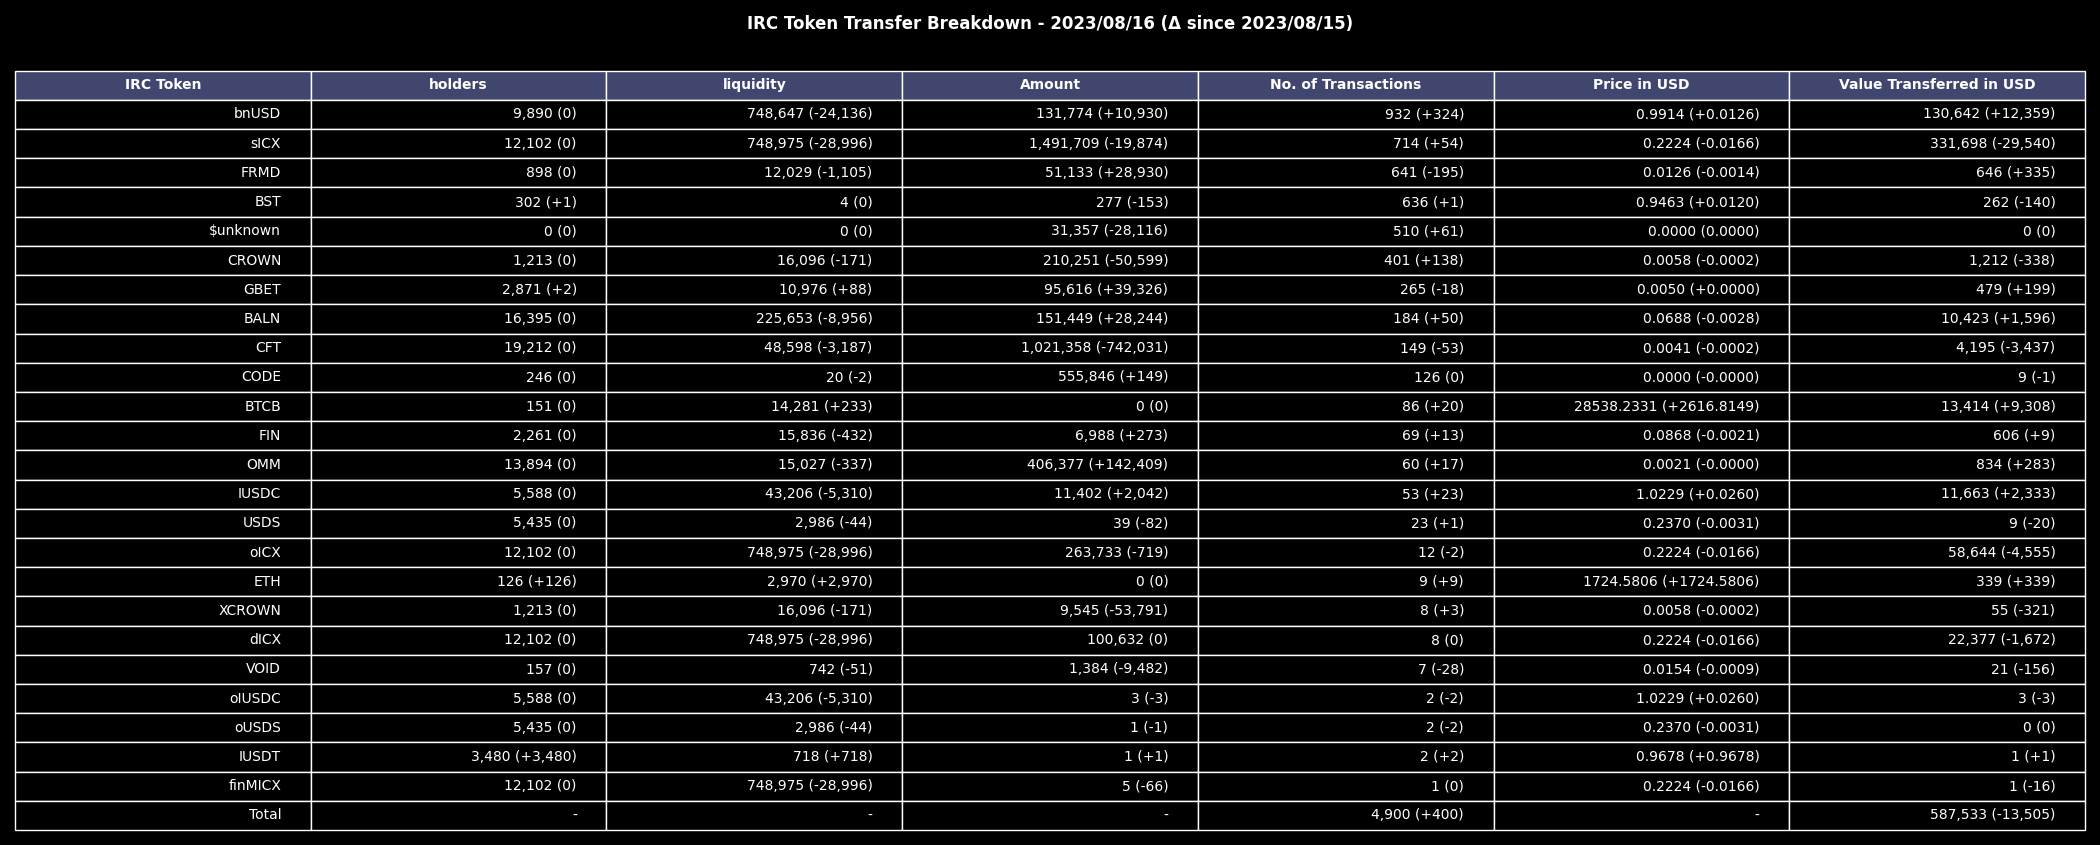 IRC Token Transfer Breakdown - 2023/08/16 (Δ since 2023/08/15)
IRC Token holders liquidity Amount No. of Transactions Price in USD Value Transferred in USD
bnUSD 9,890 (0) 748,647 (-24,136) 131,774 (+10,930) 932 (+324) 0.9914 (+0.0126) 130,642 (+12,359)
sICX 12,102 (0) 748,975 (-28,996) 1,491,709 (-19,874) 714 (+54) 0.2224 (-0.0166) 331,698 (-29,540)
FRMD 898 (0) 12,029 (-1,105) 51,133 (+28,930) 641 (-195) 0.0126 (-0.0014) 646 (+335)
BST 302 (+1) 4 (0) 277 (-153) 636 (+1) 0.9463 (+0.0120) 262 (-140)
$unknown 0 (0) 0 (0) 31,357 (-28,116) 510 (+61) 0.0000 (0.0000) 0 (0)
CROWN 1,213 (0) 16,096 (-171) 210,251 (-50,599) 401 (+138) 0.0058 (-0.0002) 1,212 (-338)
GBET 2,871 (+2) 10,976 (+88) 95,616 (+39,326) 265 (-18) 0.0050 (+0.0000) 479 (+199)
BALN 16,395 (0) 225,653 (-8,956) 151,449 (+28,244) 184 (+50) 0.0688 (-0.0028) 10,423 (+1,596)
CFT 19,212 (0) 48,598 (-3,187) 1,021,358 (-742,031) 149 (-53) 0.0041 (-0.0002) 4,195 (-3,437)
CODE 246 (0) 20 (-2) 555,846 (+149) 126 (0) 0.0000 (-0.0000) 9 (-1)
BTCB 151 (0) 14,281 (+233) 0 (0) 86 (+20) 28538.2331 (+2616.8149) 13,414 (+9,308)
FIN 2,261 (0) 15,836 (-432) 6,988 (+273) 69 (+13) 0.0868 (-0.0021) 606 (+9)
OMM 13,894 (0) 15,027 (-337) 406,377 (+142,409) 60 (+17) 0.0021 (-0.0000) 834 (+283)
IUSDC 5,588 (0) 43,206 (-5,310) 11,402 (+2,042) 53 (+23) 1.0229 (+0.0260) 11,663 (+2,333)
USDS 5,435 (0) 2,986 (-44) 39 (-82) 23 (+1) 0.2370 (-0.0031) 9 (-20)
oICX 12,102 (0) 748,975 (-28,996) 263,733 (-719) 12 (-2) 0.2224 (-0.0166) 58,644 (-4,555)
ETH 126 (+126) 2,970 (+2,970) 0 (0) 9 (+9) 1724.5806 (+1724.5806) 339 (+339)
XCROWN 1,213 (0) 16,096 (-171) 9,545 (-53,791) 8 (+3) 0.0058 (-0.0002) 55 (-321)
dICX 12,102 (0) 748,975 (-28,996) 100,632 (0) 8 (0) 0.2224 (-0.0166) 22,377 (-1,672)
VOID 157 (0) 742 (-51) 1,384 (-9,482) 7 (-28) 0.0154 (-0.0009) 21 (-156)
oIUSDC 5,588 (0) 43,206 (-5,310) 3 (-3) 2 (-2) 1.0229 (+0.0260) 3 (-3)
oUSDS 5,435 (0) 2,986 (-44) 1 (-1) 2 (-2) 0.2370 (-0.0031) 0 (0)
IUSDT 3,480 (+3,480) 718 (+718) 1 (+1) 2 (+2) 0.9678 (+0.9678) 1 (+1)
finMICX 12,102 (0) 748,975 (-28,996) 5 (-66) 1 (0) 0.2224 (-0.0166) 1 (-16)
Total - - - 4,900 (+400) - 587,533 (-13,505)